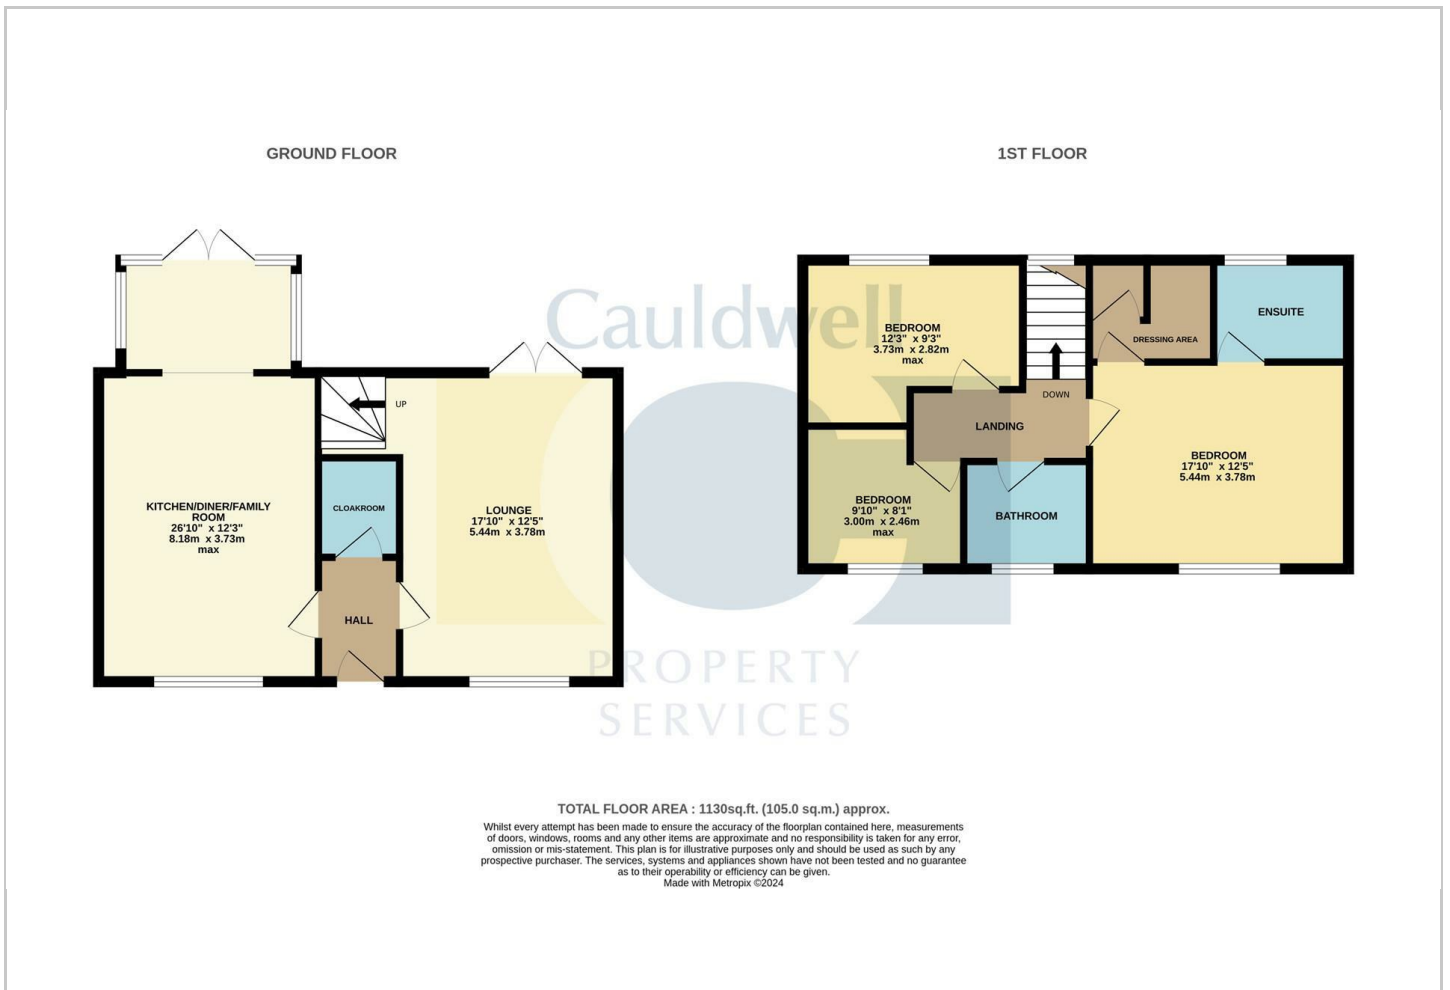 GROUND FLOOR
1ST FLOOR
KITCHEN/DINER/FAMILY
ROOM
26'10" x 12'3"
8.18m x 3.73m
max
UP
CLOAKROOM
HALL
LOUNGE
17'10" x 12'5"
5.44m x 3.78m
BEDROOM
12'3" x 9'3"
3.73m x 2.82m
max
DOWN
LANDING
BEDROOM
9'10" x 8'1"
3.00m x 2.46m
max
BATHROOM
DRESSING AREA
ENSUITE
BEDROOM
17'10" x 12'5"
5.44m x 3.78m
Cauldwell
PROPERTY
SERVICES
TOTAL FLOOR AREA : 1130sq.ft. (105.0 sq.m.) approx.
Whilst every attempt has been made to ensure the accuracy of the floorplan contained here, measurements
of doors, windows, rooms and any other items are approximate and no responsibility is taken for any error,
omission or mis-statement. This plan is for illustrative purposes only and should be used as such by any
prospective purchaser. The services, systems and appliances shown have not been tested and no guarantee
as to their operability or efficiency can be given.
Made with Metropix ©2024